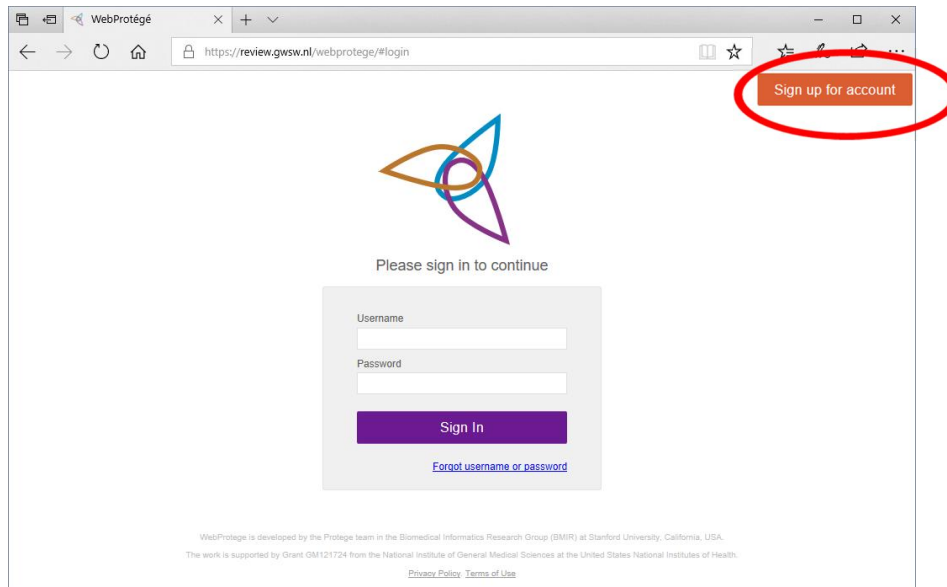 WebProtégé
https://review.gwsw.nl/webprotege/#login
Sign up for account
Please sign in to continue
Username
Password
Sign In
Forgot username or password
WebProtege is developed by the Protege team in the Biomedical Informatics Research Group (BMIR) at Stanford University, California, USA.
The work is supported by Grant GM121724 from the National Institute of General Medical Sciences at the United States National Institutes of Health.
Privacy Policy Terms of Use